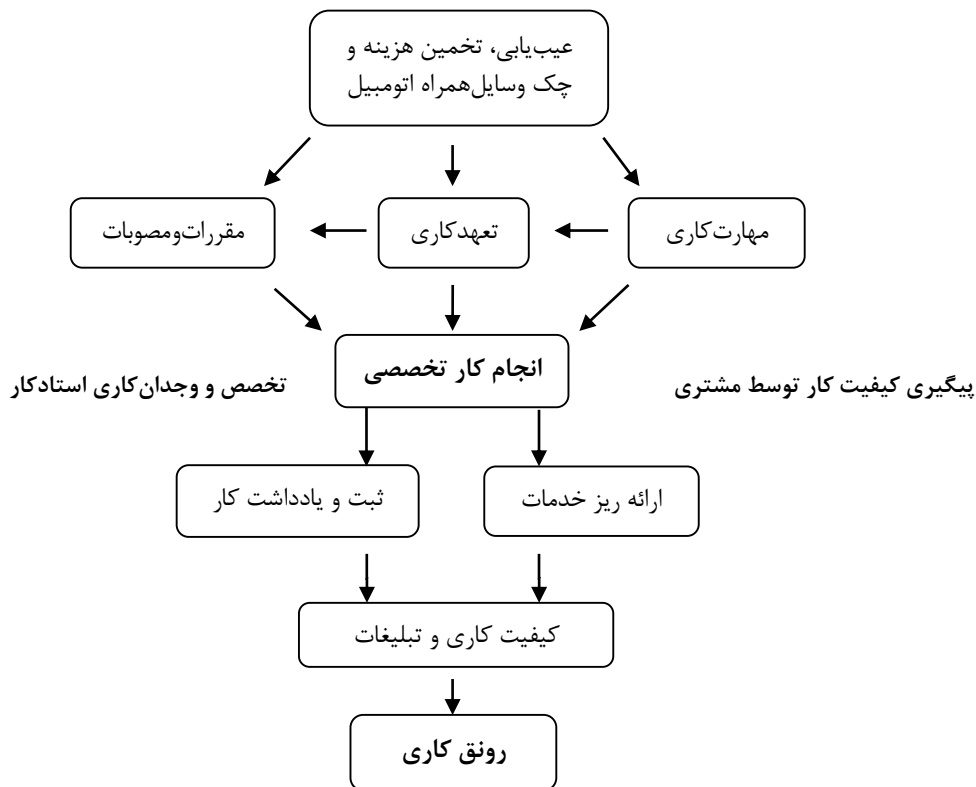 عیب‌یابی، تخمین هزینه و
چک وسایل‌همراه اتومبیل
مهارت‌کاری
تعهدکاری
مقررات‌ومصوبات
انجام کار تخصصی
پیگیری کیفیت کار توسط مشتری
تخصص و وجدان‌کاری استادکار
ارائه ریز خدمات
ثبت و یادداشت کار
کیفیت کاری و تبلیغات
رونق کاری